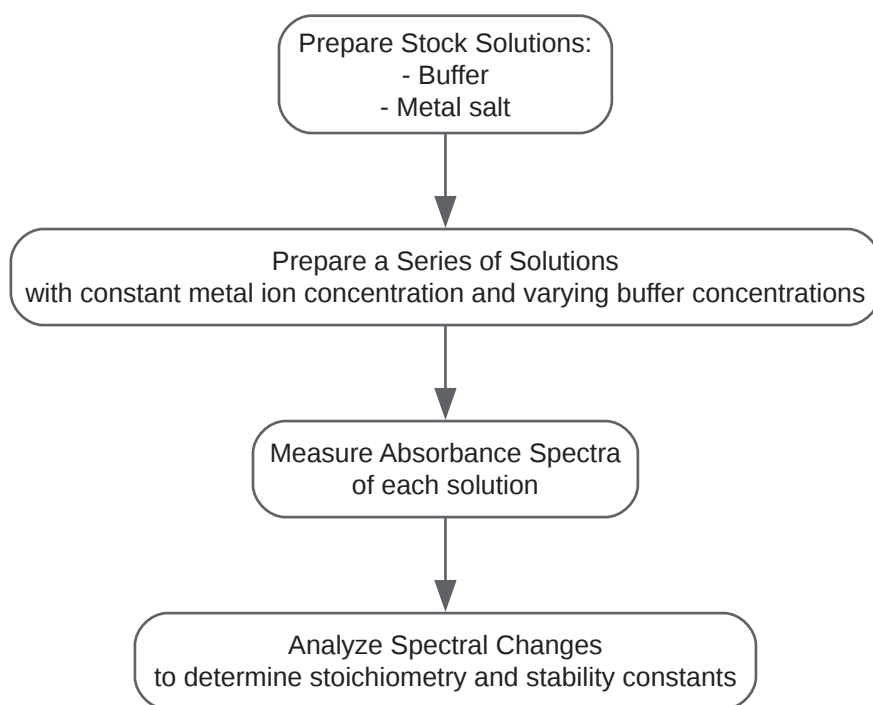 Prepare Stock Solutions:
- Buffer
- Metal salt
Prepare a Series of Solutions
with constant metal ion concentration and varying buffer concentrations
Measure Absorbance Spectra
of each solution
Analyze Spectral Changes
to determine stoichiometry and stability constants